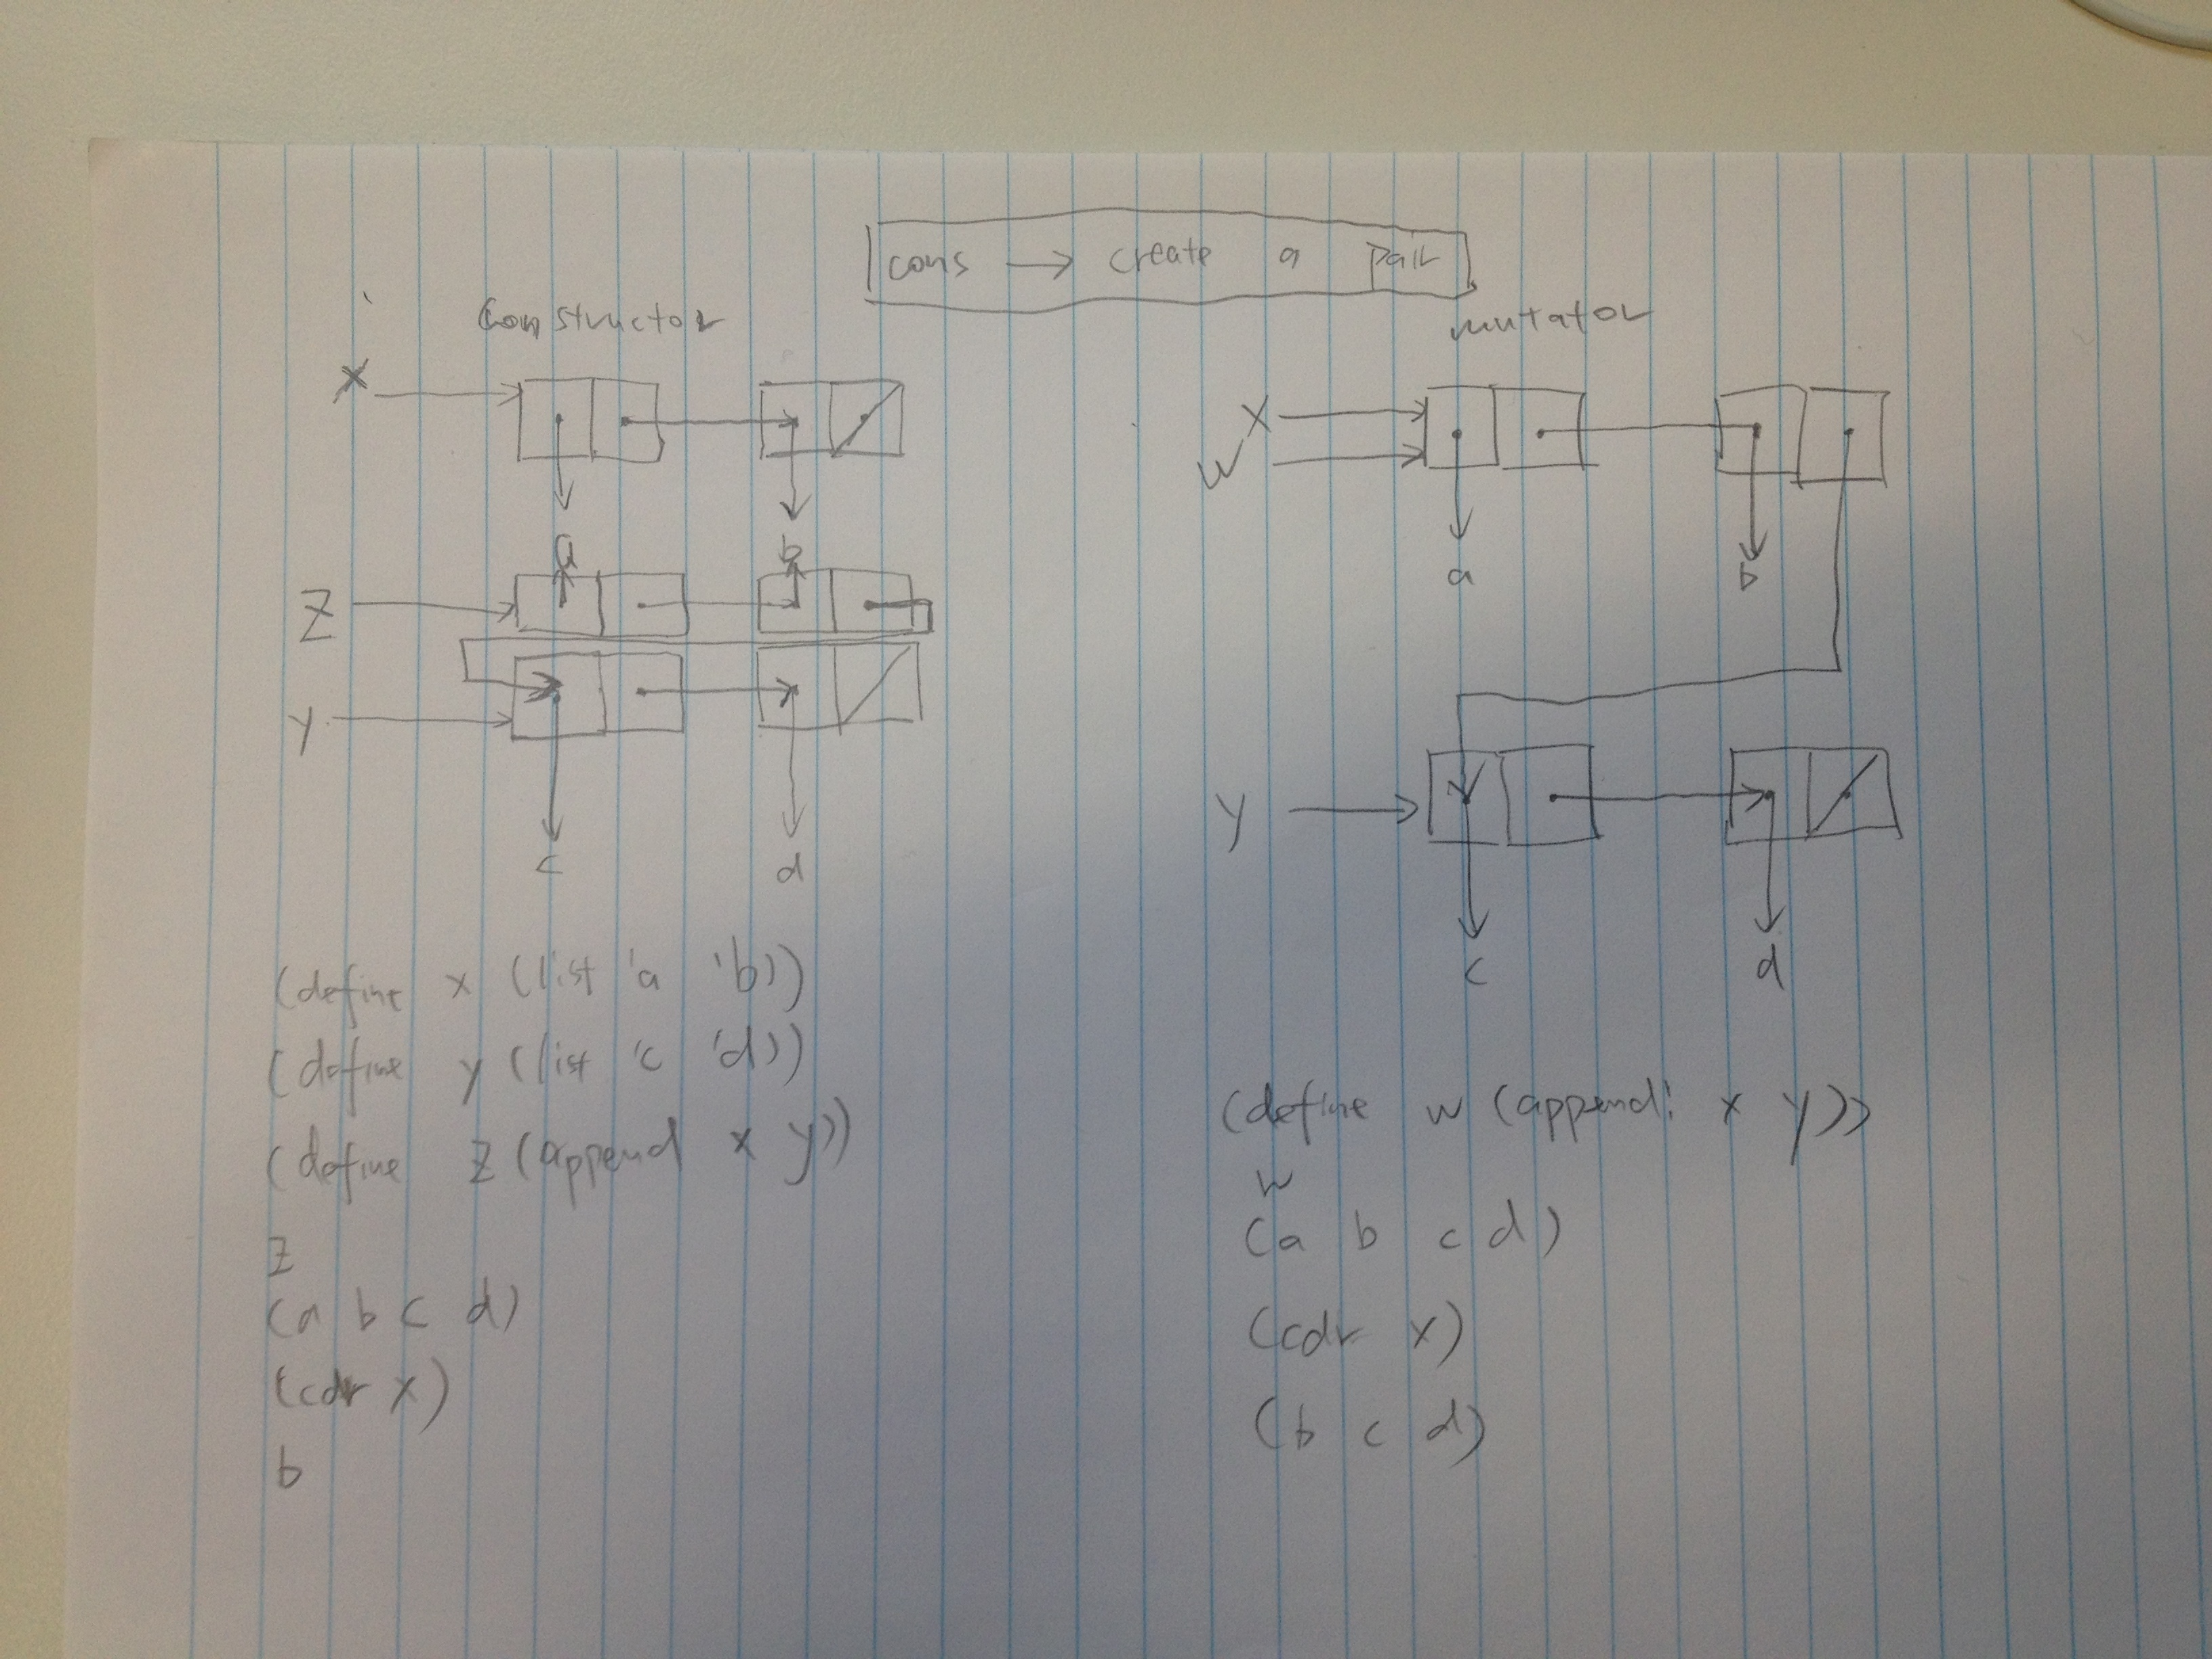 cons → create a pair
constructor
x
a b
z
y
c d
(define x (list 'a 'b))
(define y (list 'c 'd))
(define z (append x y))
z
(a b c d)
(cdr x)
b
mutator
x
w
a b
y
c d
(define w (append! x y))
w
(a b c d)
(cdr x)
(b c d)